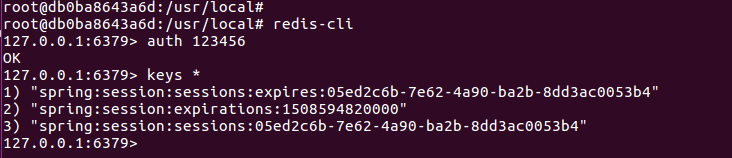 root@db0ba8643a6d:/usr/local#
root@db0ba8643a6d:/usr/local# redis-cli
127.0.0.1:6379> auth 123456
OK
127.0.0.1:6379> keys *
1) "spring:session:sessions:expires:05ed2c6b-7e62-4a90-ba2b-8dd3ac0053b4"
2) "spring:session:expirations:1508594820000"
3) "spring:session:sessions:05ed2c6b-7e62-4a90-ba2b-8dd3ac0053b4"
127.0.0.1:6379>